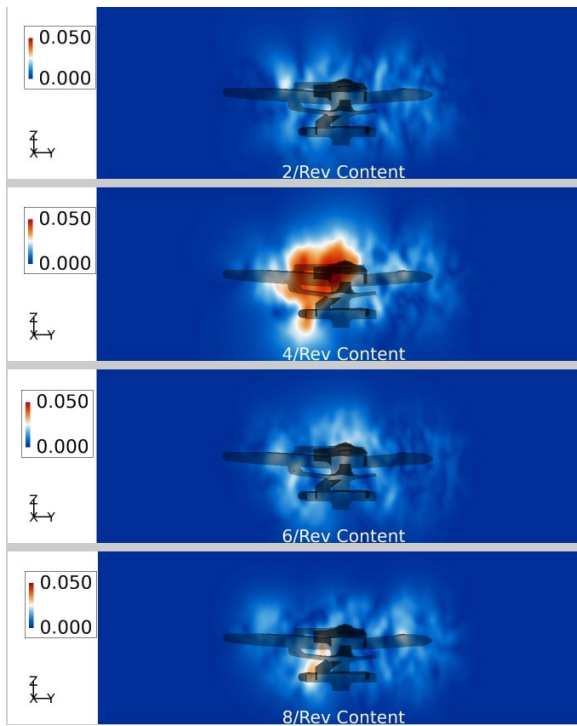 0.050
0.000
Z
X Y
2/Rev Content
0.050
0.000
Z
X Y
4/Rev Content
0.050
0.000
Z
X Y
6/Rev Content
0.050
0.000
Z
X Y
8/Rev Content